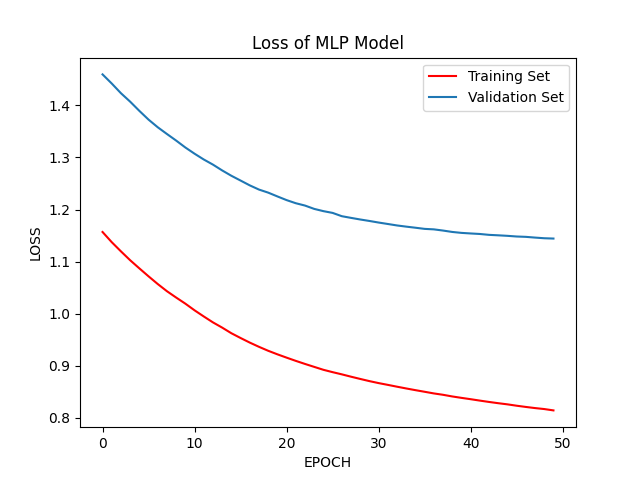 Loss of MLP Model
Training Set
Validation Set
1.4
1.3
1.2
1.1
1.0
0.9
0.8
LOSS
0 10 20 30 40 50
EPOCH